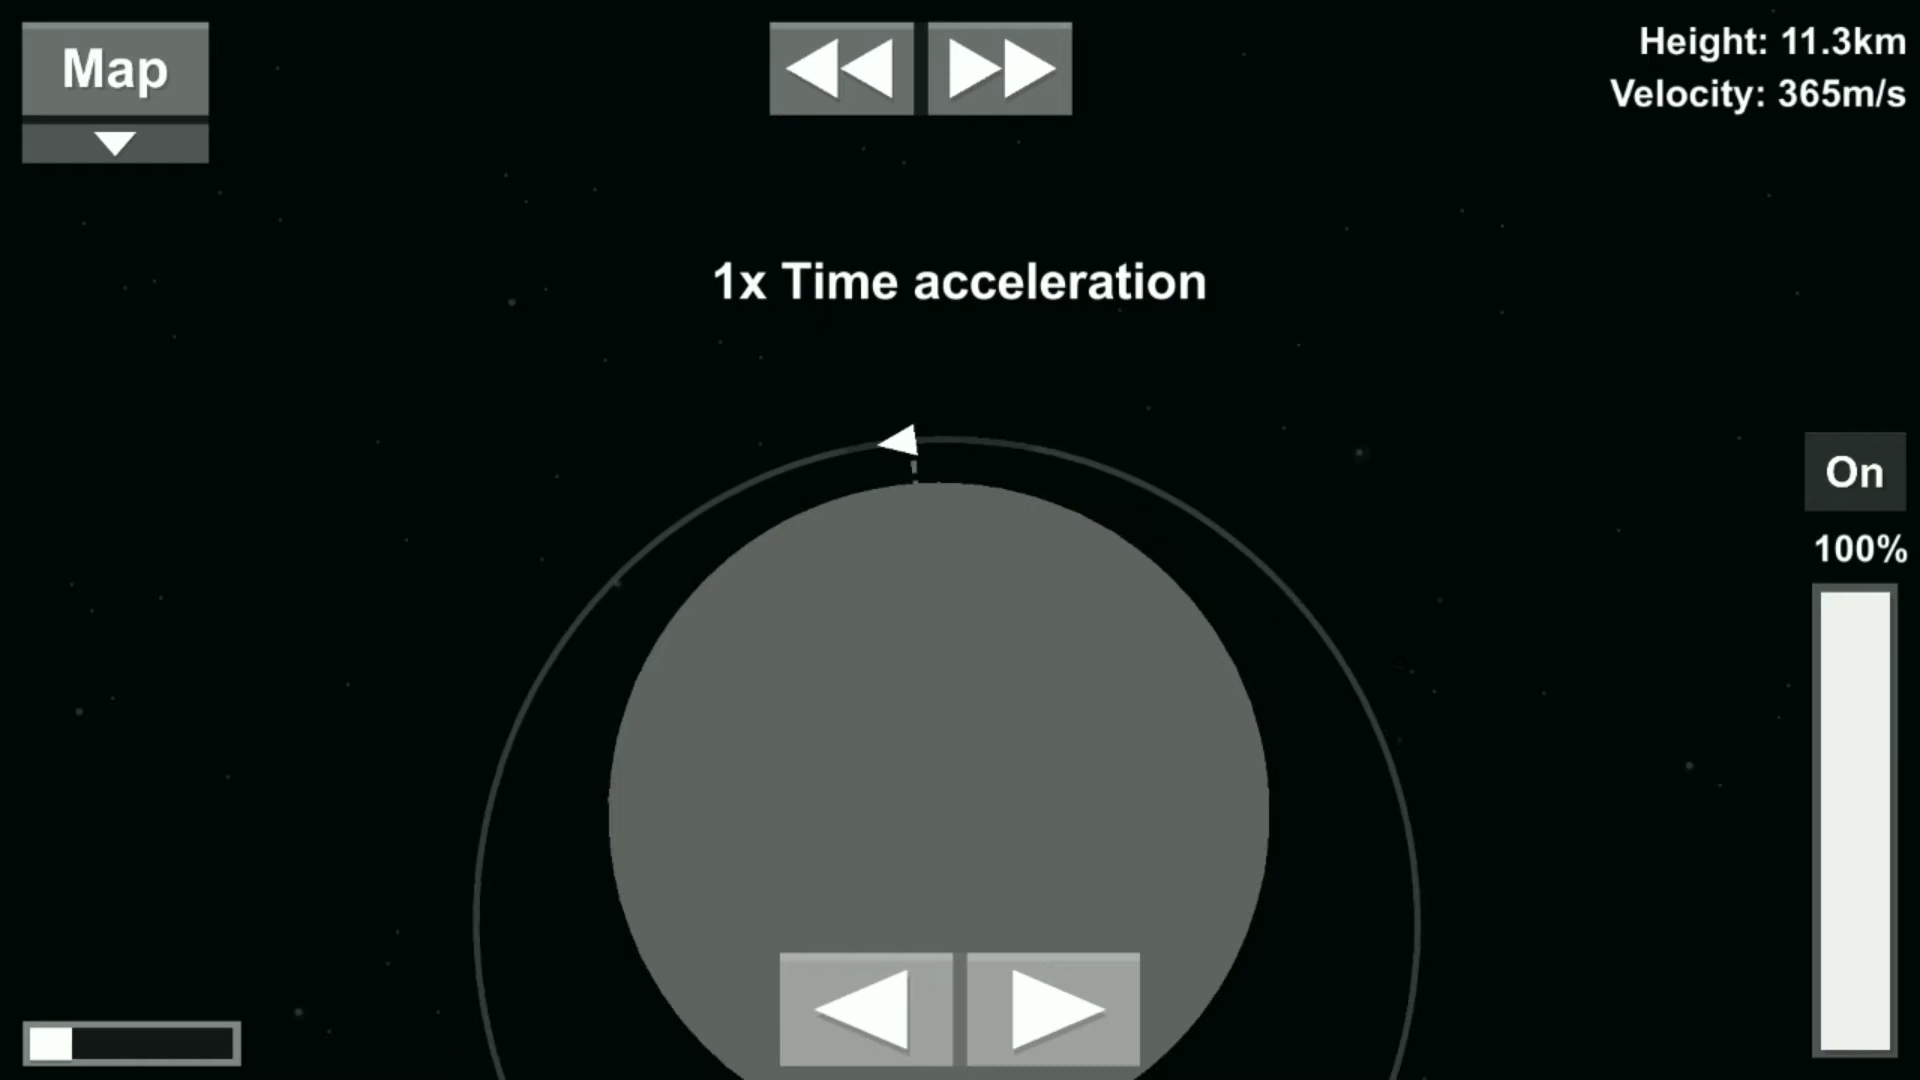 Map
Height: 11.3km
Velocity: 365m/s
1x Time acceleration
On
100%